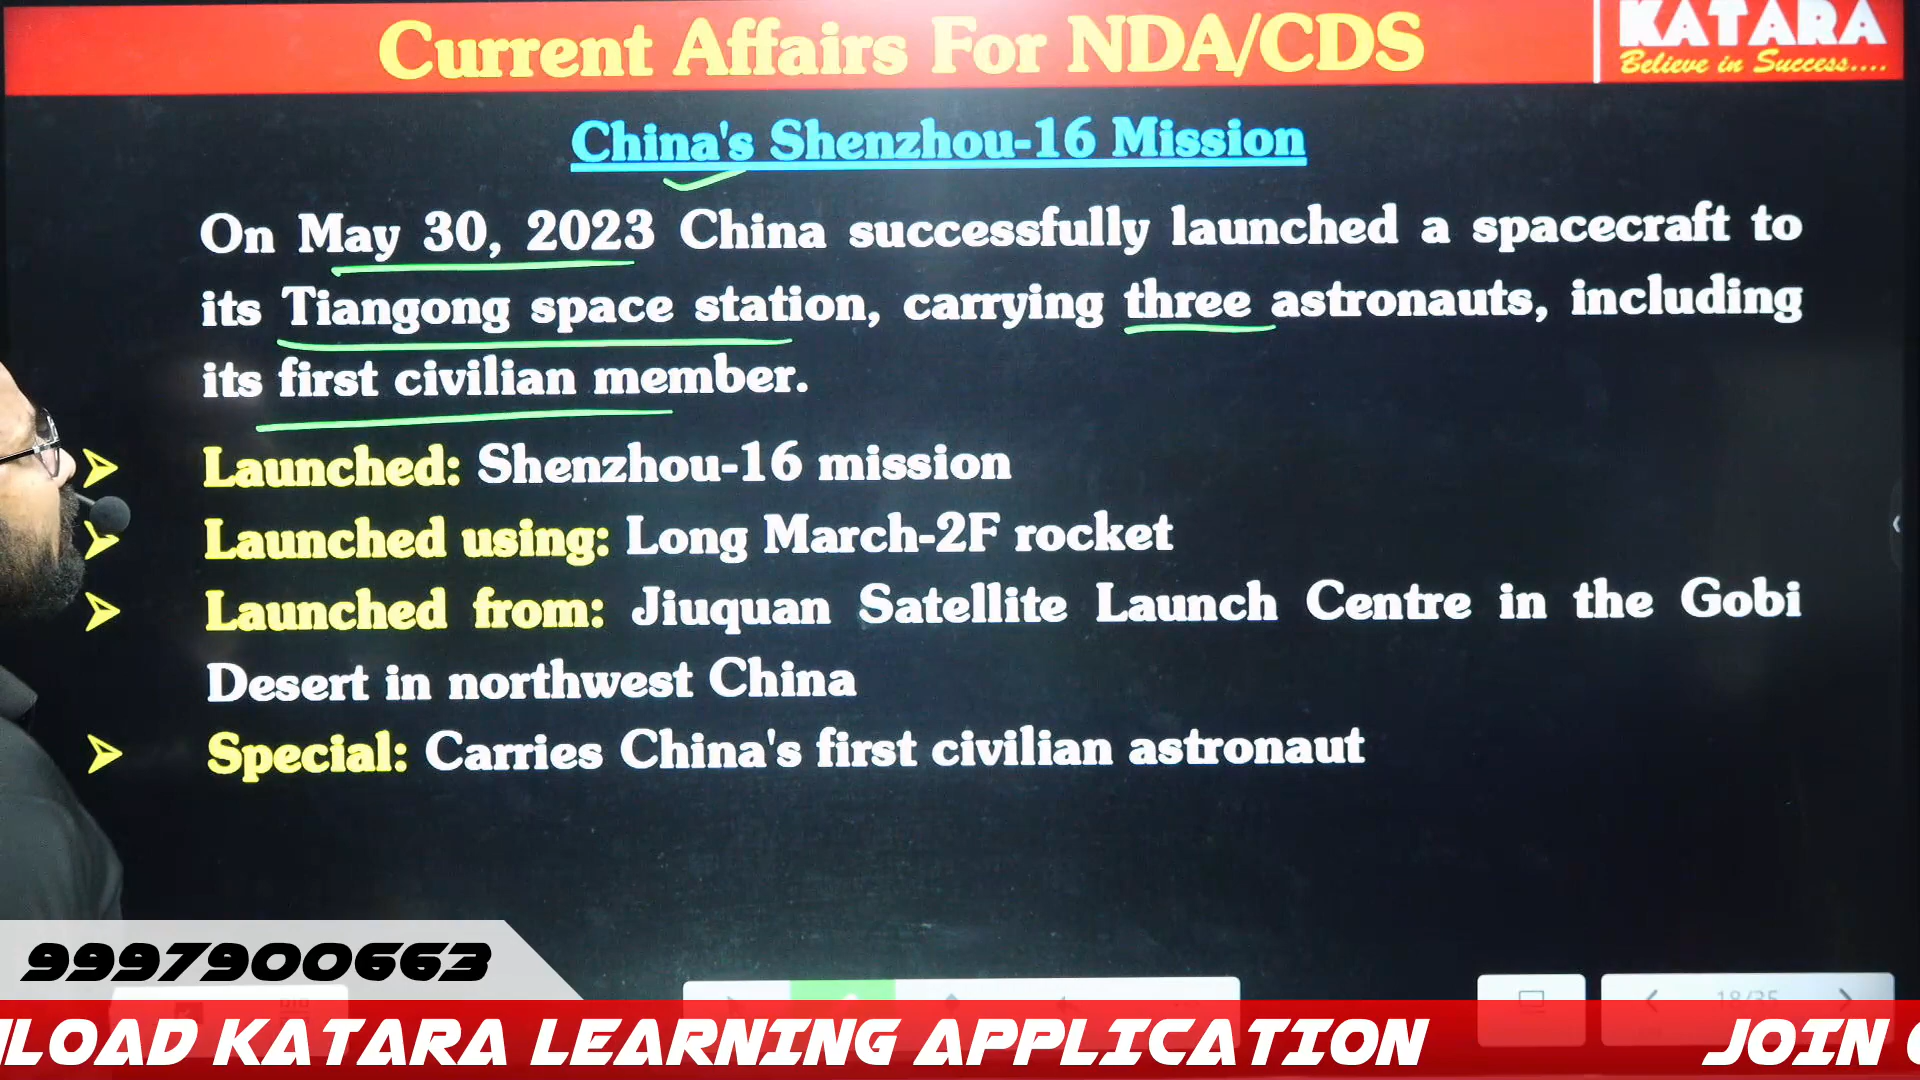 Current Affairs For NDA/CDS
KATARA
Believe in Success....
China's Shenzhou-16 Mission
On May 30, 2023 China successfully launched a spacecraft to
its Tiangong space station, carrying three astronauts, including
its first civilian member.
Launched: Shenzhou-16 mission
Launched using: Long March-2F rocket
Launched from: Jiuquan Satellite Launch Centre in the Gobi
Desert in northwest China
Special: Carries China's first civilian astronaut
9997900663
18/35
NLOAD KATARA LEARNING APPLICATION
JOIN